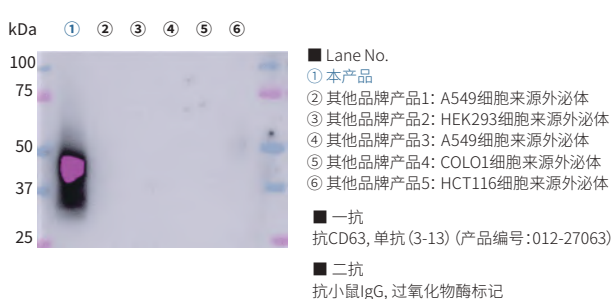 kDa ① ② ③ ④ ⑤ ⑥
100
75
50
37
25
■ Lane No.
① 本产品
② 其他品牌产品1: A549细胞来源外泌体
③ 其他品牌产品2: HEK293细胞来源外泌体
④ 其他品牌产品3: A549细胞来源外泌体
⑤ 其他品牌产品4: COLO1细胞来源外泌体
⑥ 其他品牌产品5: HCT116细胞来源外泌体
■ 一抗
抗CD63, 单抗 (3-13) (产品编号：012-27063)
■ 二抗
抗小鼠IgG, 过氧化物酶标记